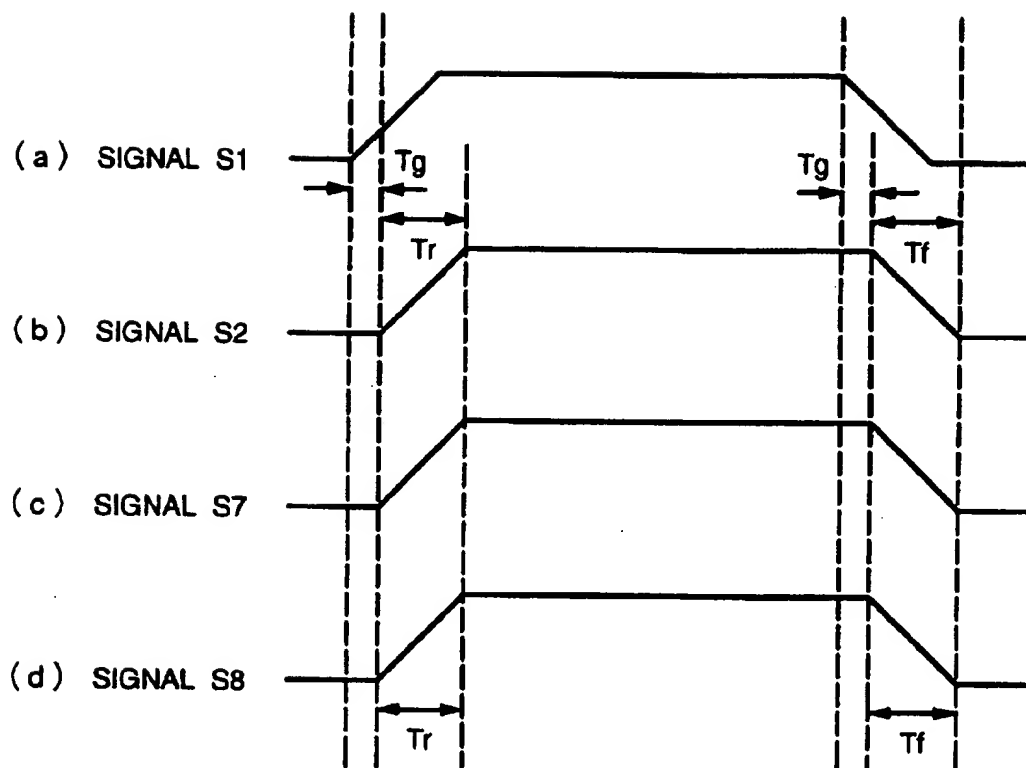 (a) SIGNAL S1
Tg
Tg
Tr
Tf
(b) SIGNAL S2
(c) SIGNAL S7
(d) SIGNAL S8
Tr
Tf